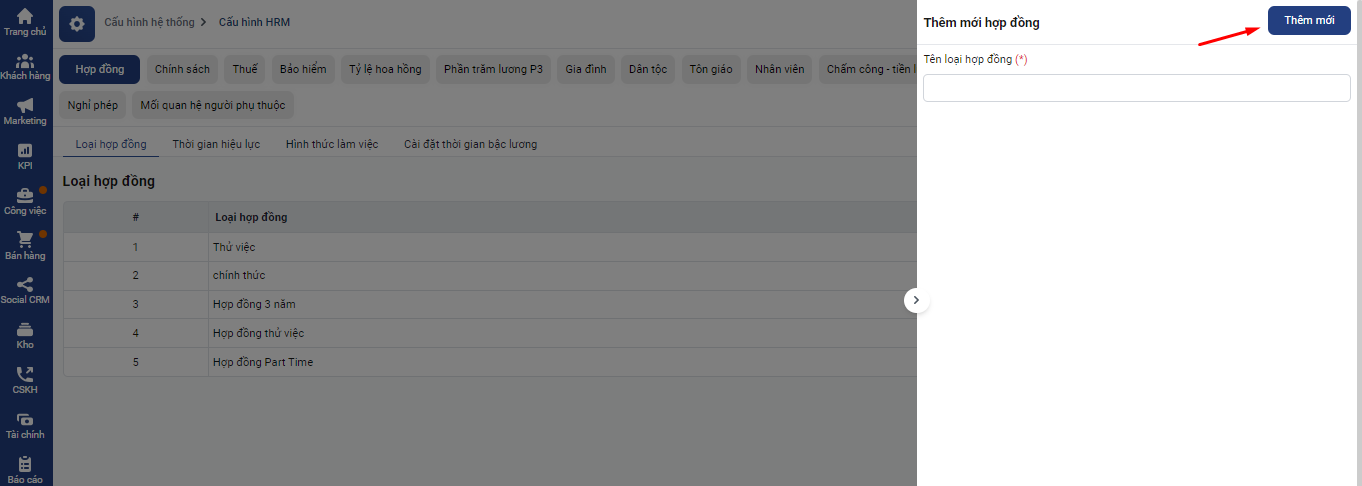 Trang chủ
Khách hàng
Marketing
KPI
Công việc
Bán hàng
Social CRM
Kho
CSKH
Tài chính
Báo cáo
Cấu hình hệ thống
Cấu hình HRM
Hợp đồng
Chính sách
Thuế
Bảo hiểm
Tỷ lệ hoa hồng
Phần trăm lương P3
Gia đình
Dân tộc
Tôn giáo
Nhân viên
Chấm công - tiền l
Nghỉ phép
Mối quan hệ người phụ thuộc
Loại hợp đồng
Thời gian hiệu lực
Hình thức làm việc
Cài đặt thời gian bậc lương
Loại hợp đồng
# Loại hợp đồng
1 Thử việc
2 chính thức
3 Hợp đồng 3 năm
4 Hợp đồng thử việc
5 Hợp đồng Part Time
Thêm mới hợp đồng
Thêm mới
Tên loại hợp đồng (*)